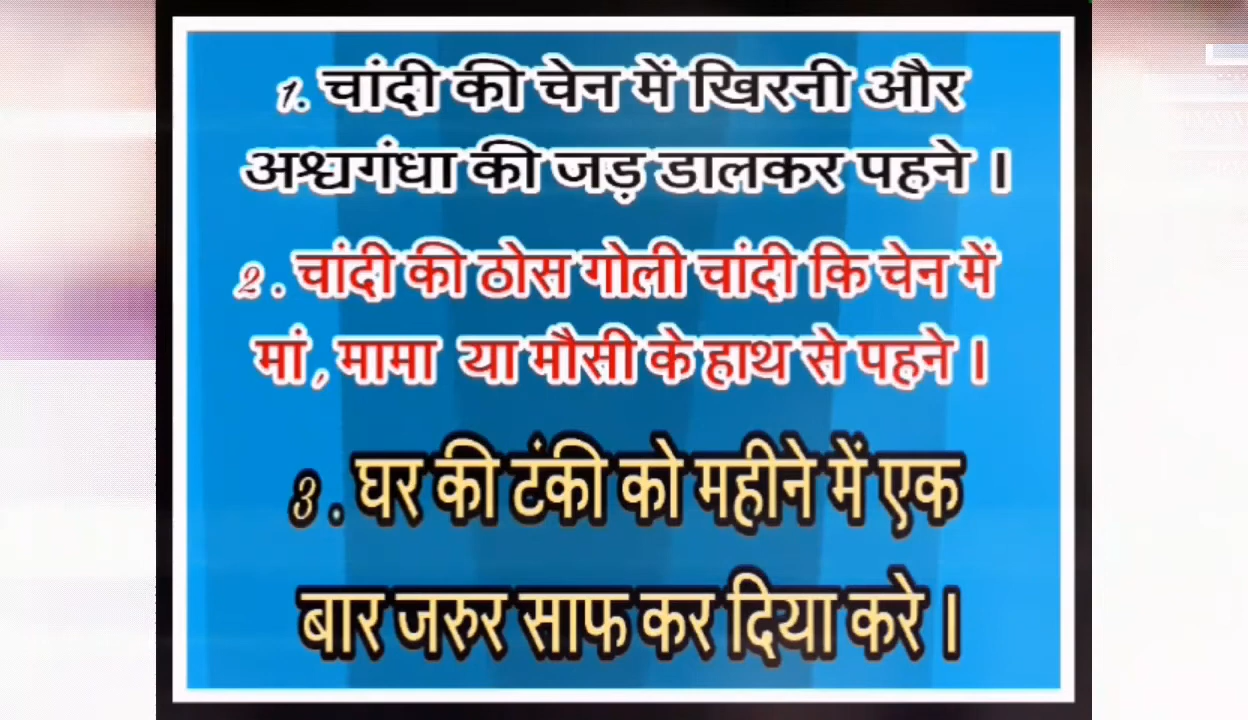 1. चांदी की चेन में खिरनी और
अश्वगंधा की जड़ डालकर पहने ।
2 . चांदी की ठोस गोली चांदी कि चेन में
मां , मामा या मौसी के हाथ से पहने ।
3 . घर की टंकी को महीने में एक
बार जरुर साफ कर दिया करे ।